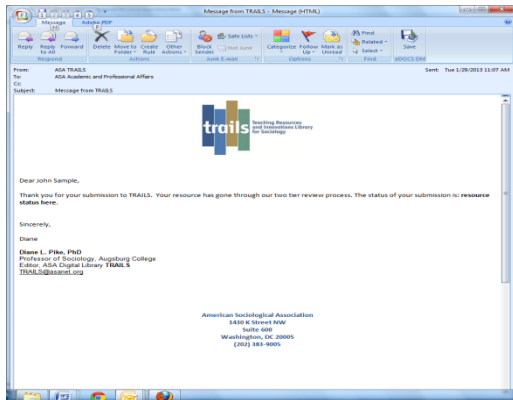 Message from TRAILS - Message (HTML)
Message Adobe PDF
Reply Reply to All Forward Delete Move to Folder Create Rule Other Actions Block Sender Safe Lists Not Junk Categorize Follow Up Mark as Unread Find Related Select Save
Respond Actions Junk E-mail Options Find eDOCS DM
From: ASA TRAILS Sent: Tue 1/29/2013 11:07 AM
To: ASA Academic and Professional Affairs
Cc:
Subject: Message from TRAILS
trails Teaching Resources
and Innovations Library
for Sociology
Dear John Sample,
Thank you for your submission to TRAILS. Your resource has gone through our two tier review process. The status of your submission is: resource
status here.
Sincerely,
Diane
Diane L. Pike, PhD
Professor of Sociology, Augsburg College
Editor, ASA Digital Library TRAILS
TRAILS@asanet.org
American Sociological Association
1430 K Street NW
Suite 600
Washington, DC 20005
(202) 383-9005